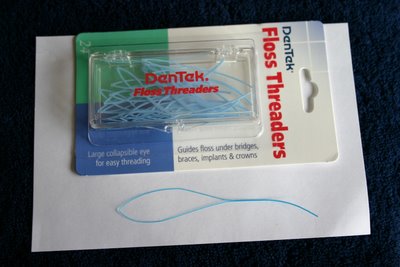 DenTek®
Floss Threaders
DenTek®
Floss Threaders
Large collapsible eye
for easy threading
Guides floss under bridges,
braces, implants & crowns